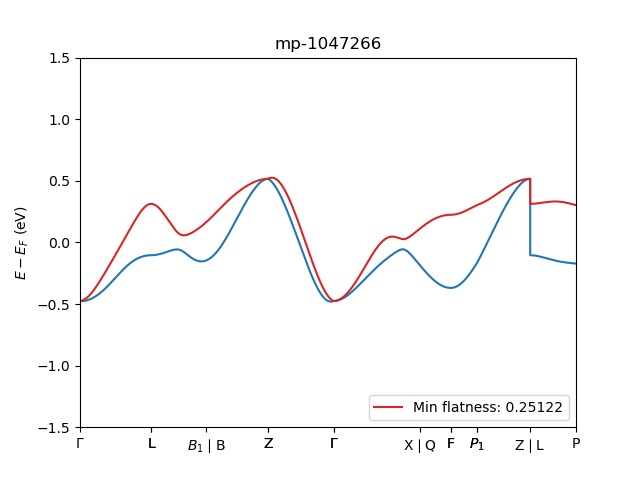 mp-1047266
1.5
1.0
0.5
0.0
−0.5
−1.0
−1.5
E − E_F (eV)
Min flatness: 0.25122
Γ L B₁ | B Z Γ X | Q F P₁ Z | L P